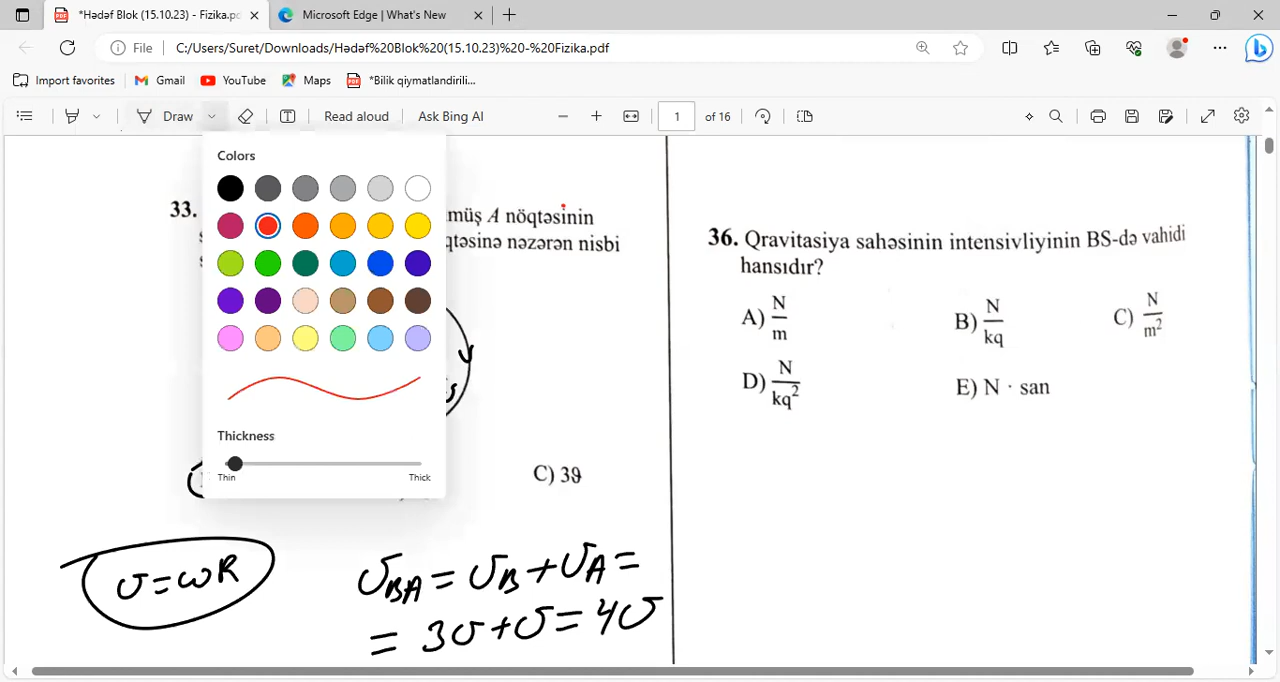 *Hədəf Blok (15.10.23) - Fizika.pd
Microsoft Edge | What's New
File
C:/Users/Suret/Downloads/Hədəf%20Blok%20(15.10.23)%20-%20Fizika.pdf
Import favorites
Gmail
YouTube
Maps
*Bilik qiymatlandirili...
Draw
Read aloud
Ask Bing AI
1
of 16
Colors
Thickness
Thin
Thick
33.
müş A nöqtəsinin
qtəsinə nəzərən nisbi
C) 3ϑ
υ=ωR
υBA = υB + υA =
= 3υ + υ = 4υ
36. Qravitasiya sahəsinin intensivliyinin BS-də vahidi
hansıdır?
A) N/m
B) N/kq
C) N/m²
D) N/kq²
E) N · san